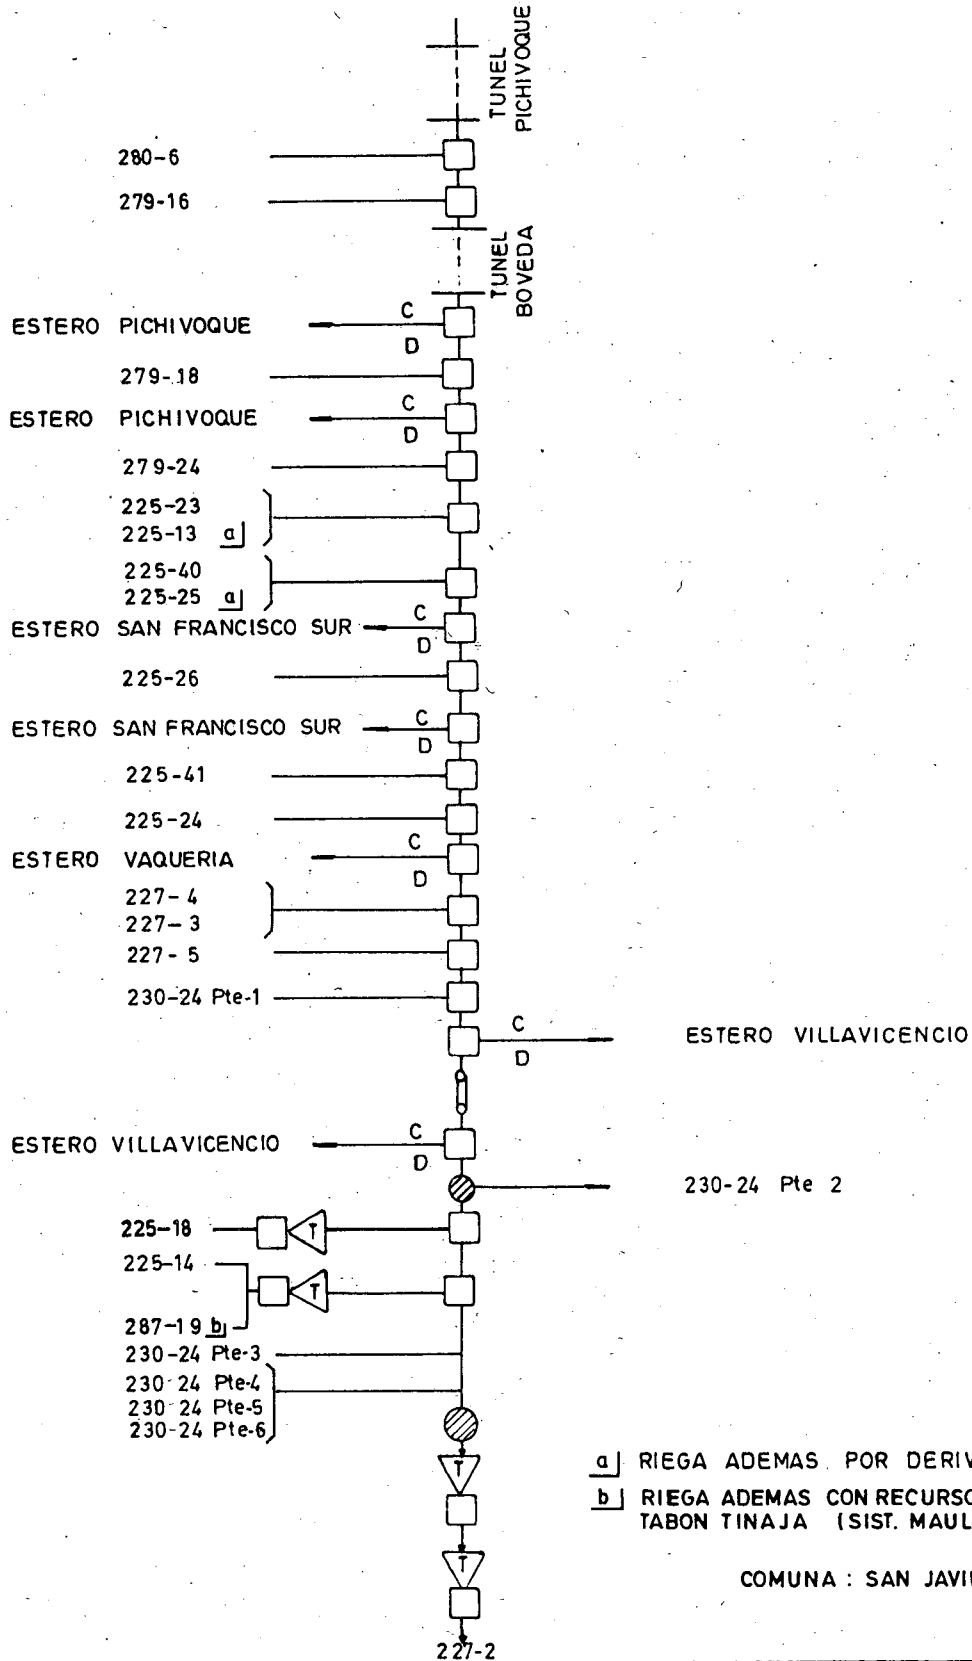 TUNEL
PICHIVOQUE
280-6
279-16
TUNEL
BOVEDA
ESTERO PICHIVOQUE
C
D
279-18
ESTERO PICHIVOQUE
C
D
279-24
225-23
225-13 a
225-40
225-25 a
ESTERO SAN FRANCISCO SUR
C
D
225-26
ESTERO SAN FRANCISCO SUR
C
D
225-41
225-24
ESTERO VAQUERIA
C
D
227-4
227-3
227-5
230-24 Pte-1
C
D
ESTERO VILLAVICENCIO
ESTERO VILLAVICENCIO
C
D
230-24 Pte 2
225-18
T
225-14
T
287-19 b
230-24 Pte-3
230-24 Pte-4
230-24 Pte-5
230-24 Pte-6
T
T
227-2
a RIEGA ADEMAS POR DERIV
b RIEGA ADEMAS CON RECURSO
TABON TINAJA (SIST. MAUL
COMUNA : SAN JAVI